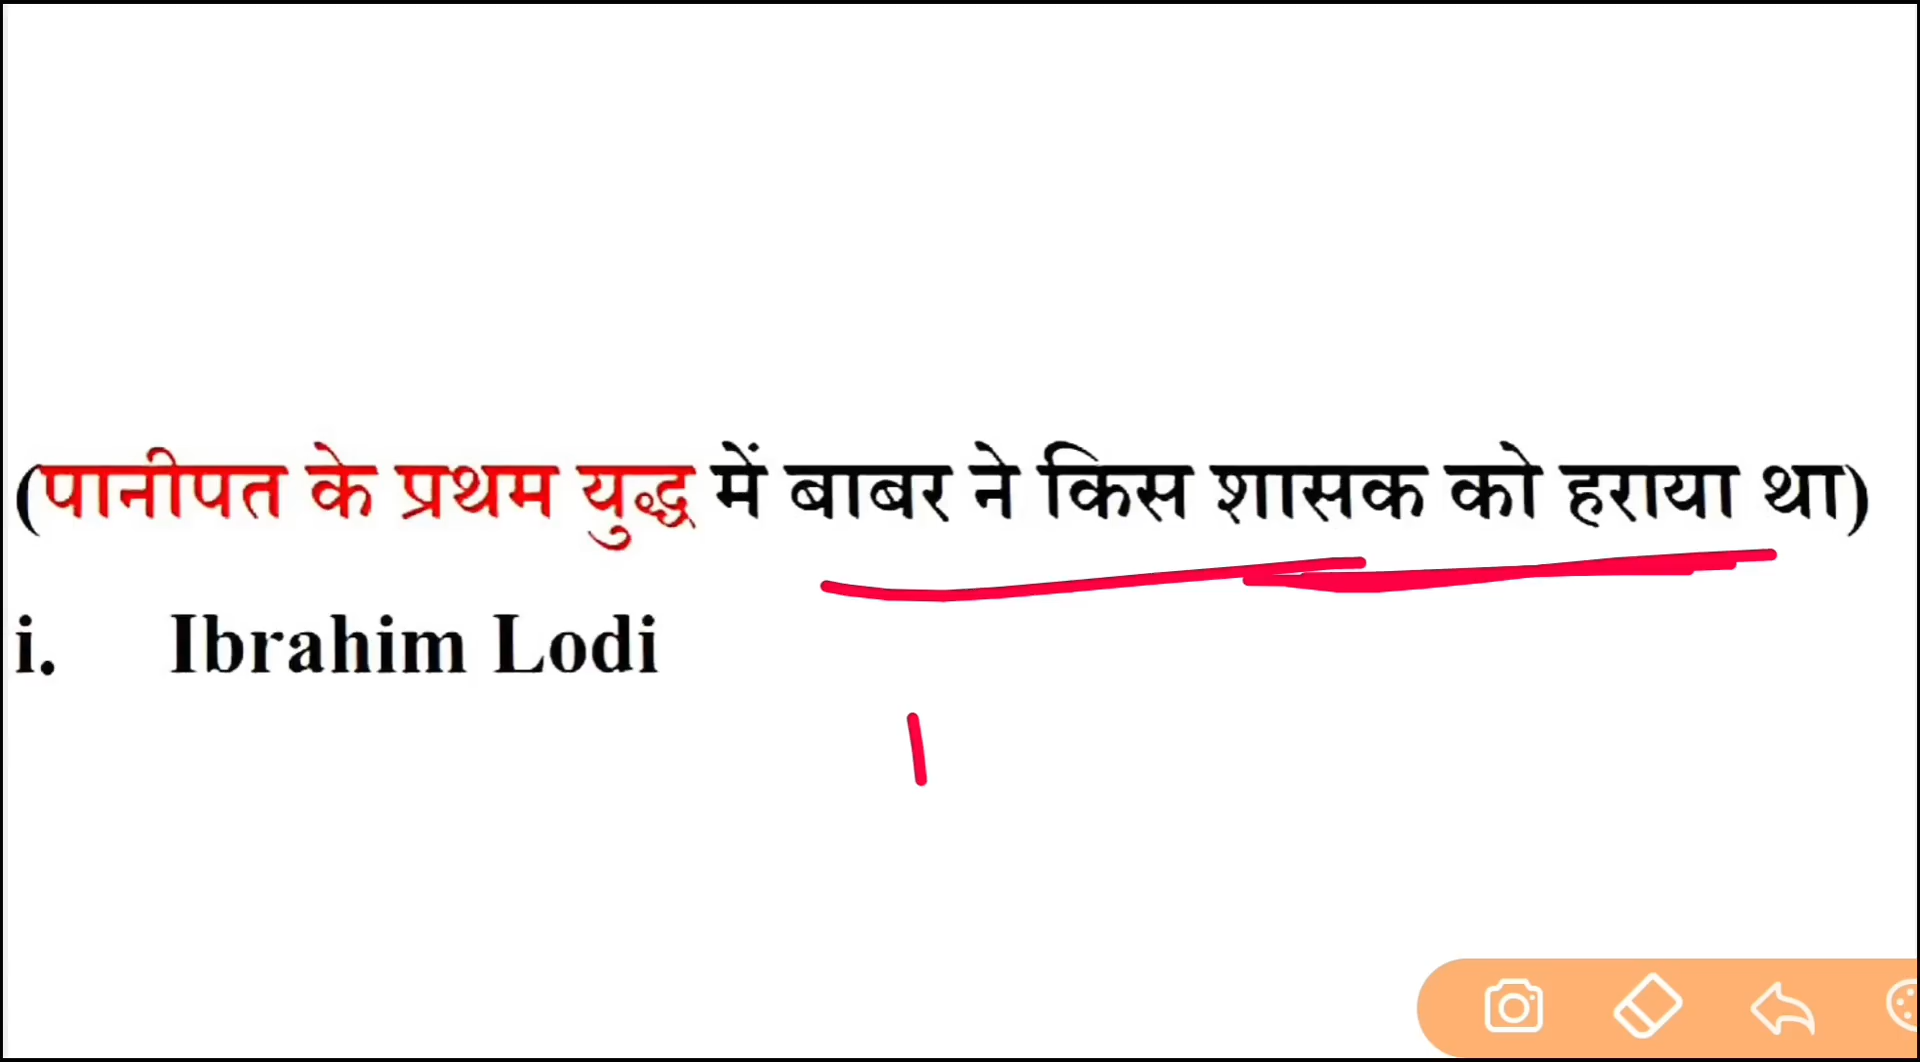 (पानीपत के प्रथम युद्ध में बाबर ने किस शासक को हराया था)
i. Ibrahim Lodi